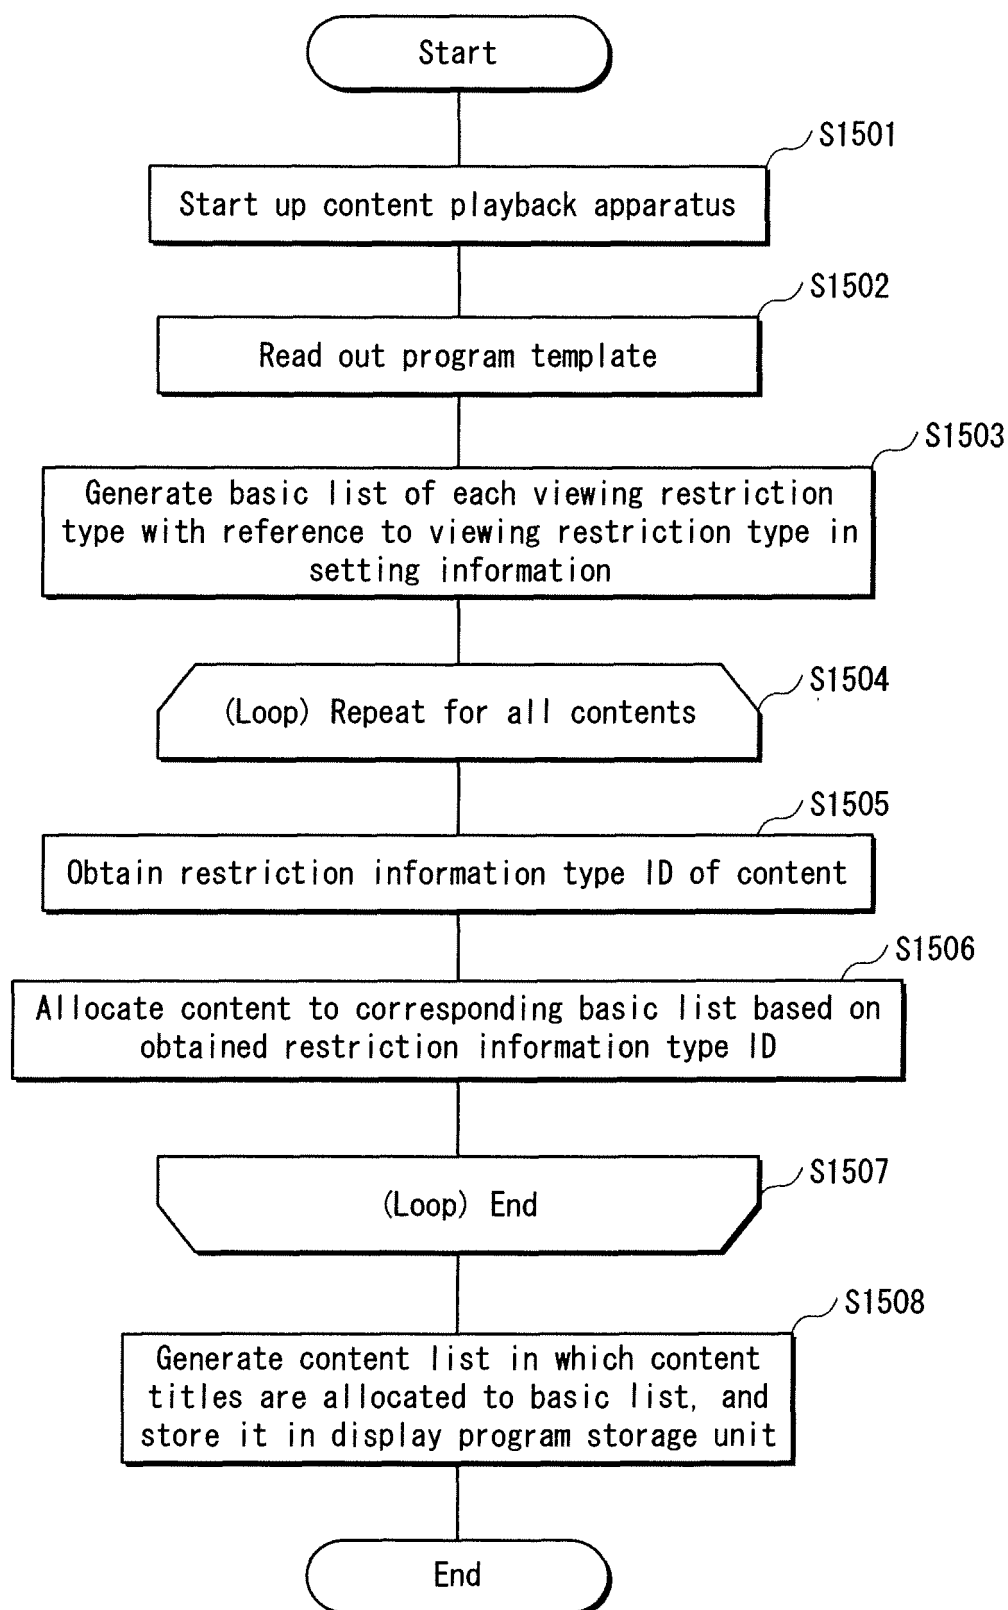 Start
S1501
Start up content playback apparatus
S1502
Read out program template
S1503
Generate basic list of each viewing restriction
type with reference to viewing restriction type in
setting information
S1504
(Loop) Repeat for all contents
S1505
Obtain restriction information type ID of content
S1506
Allocate content to corresponding basic list based on
obtained restriction information type ID
S1507
(Loop) End
S1508
Generate content list in which content
titles are allocated to basic list, and
store it in display program storage unit
End